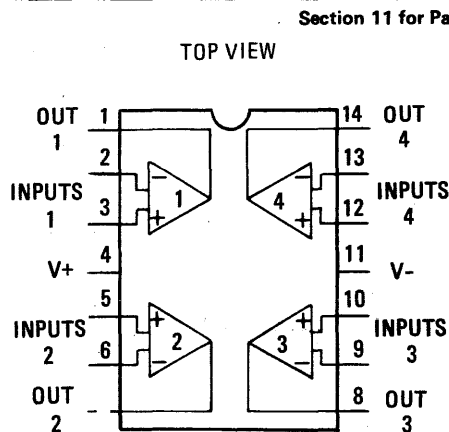 Section 11 for Pa
TOP VIEW
OUT 1 1 14 OUT 4
2 13
INPUTS 1 − 1 4 − INPUTS 4
3 + + 12
V+ 4 11 V-
5 + + 10
INPUTS 2 2 3 INPUTS 3
6 − − 9
OUT 2 8 OUT 3